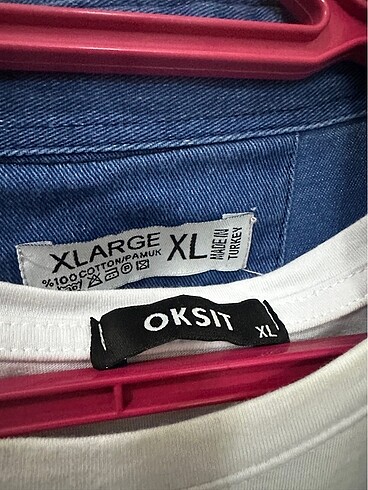 XLARGE XL
MADE IN
TURKEY
%100 COTTON/PAMUK
OKSIT
XL